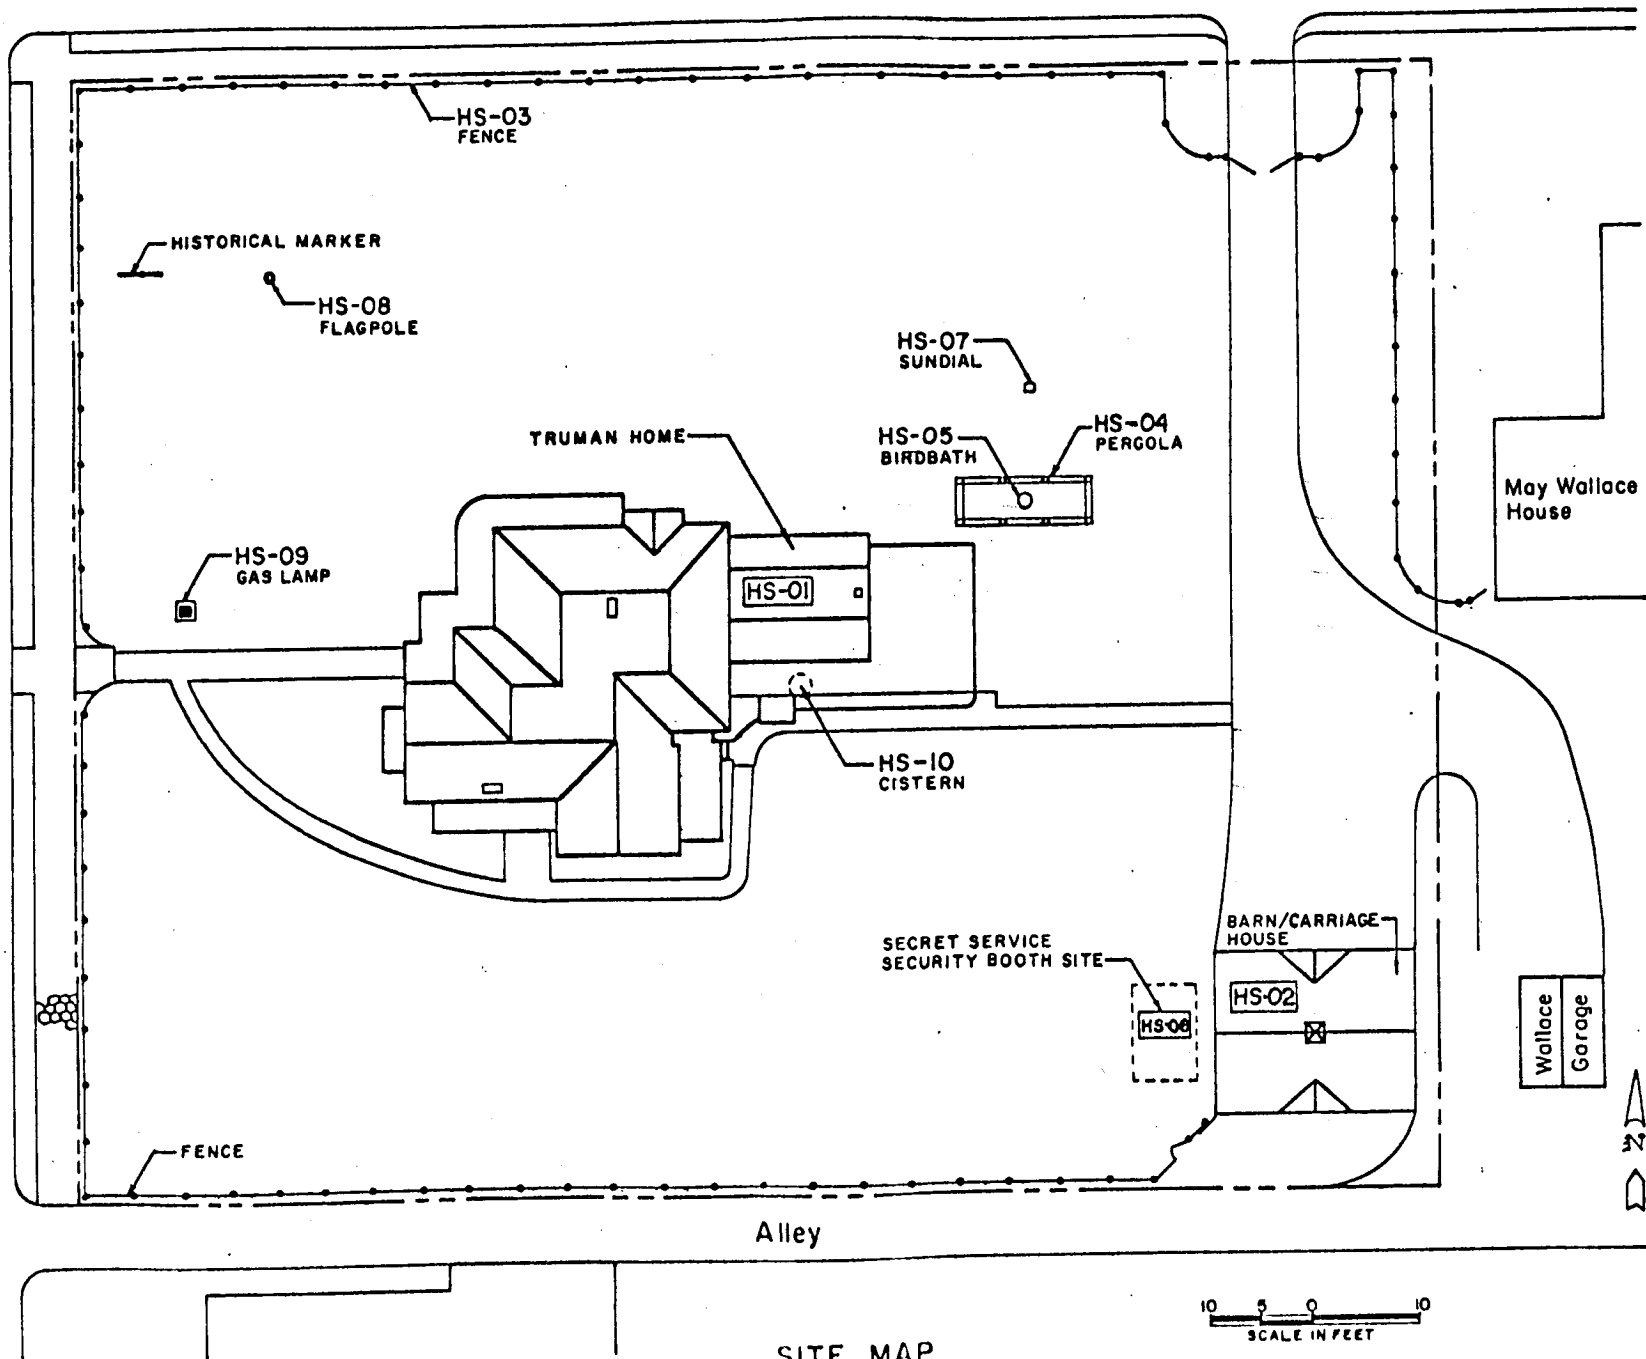 HS-03
FENCE
HISTORICAL MARKER
HS-08
FLAGPOLE
HS-07
SUNDIAL
TRUMAN HOME
HS-05
BIRDBATH
HS-04
PERGOLA
May Wallace
House
HS-09
GAS LAMP
HS-01
HS-10
CISTERN
BARN/CARRIAGE
HOUSE
SECRET SERVICE
SECURITY BOOTH SITE
HS-02
HS-06
Wallace
Garage
N
FENCE
Alley
10 5 0 10
SCALE IN FEET
SITE MAP